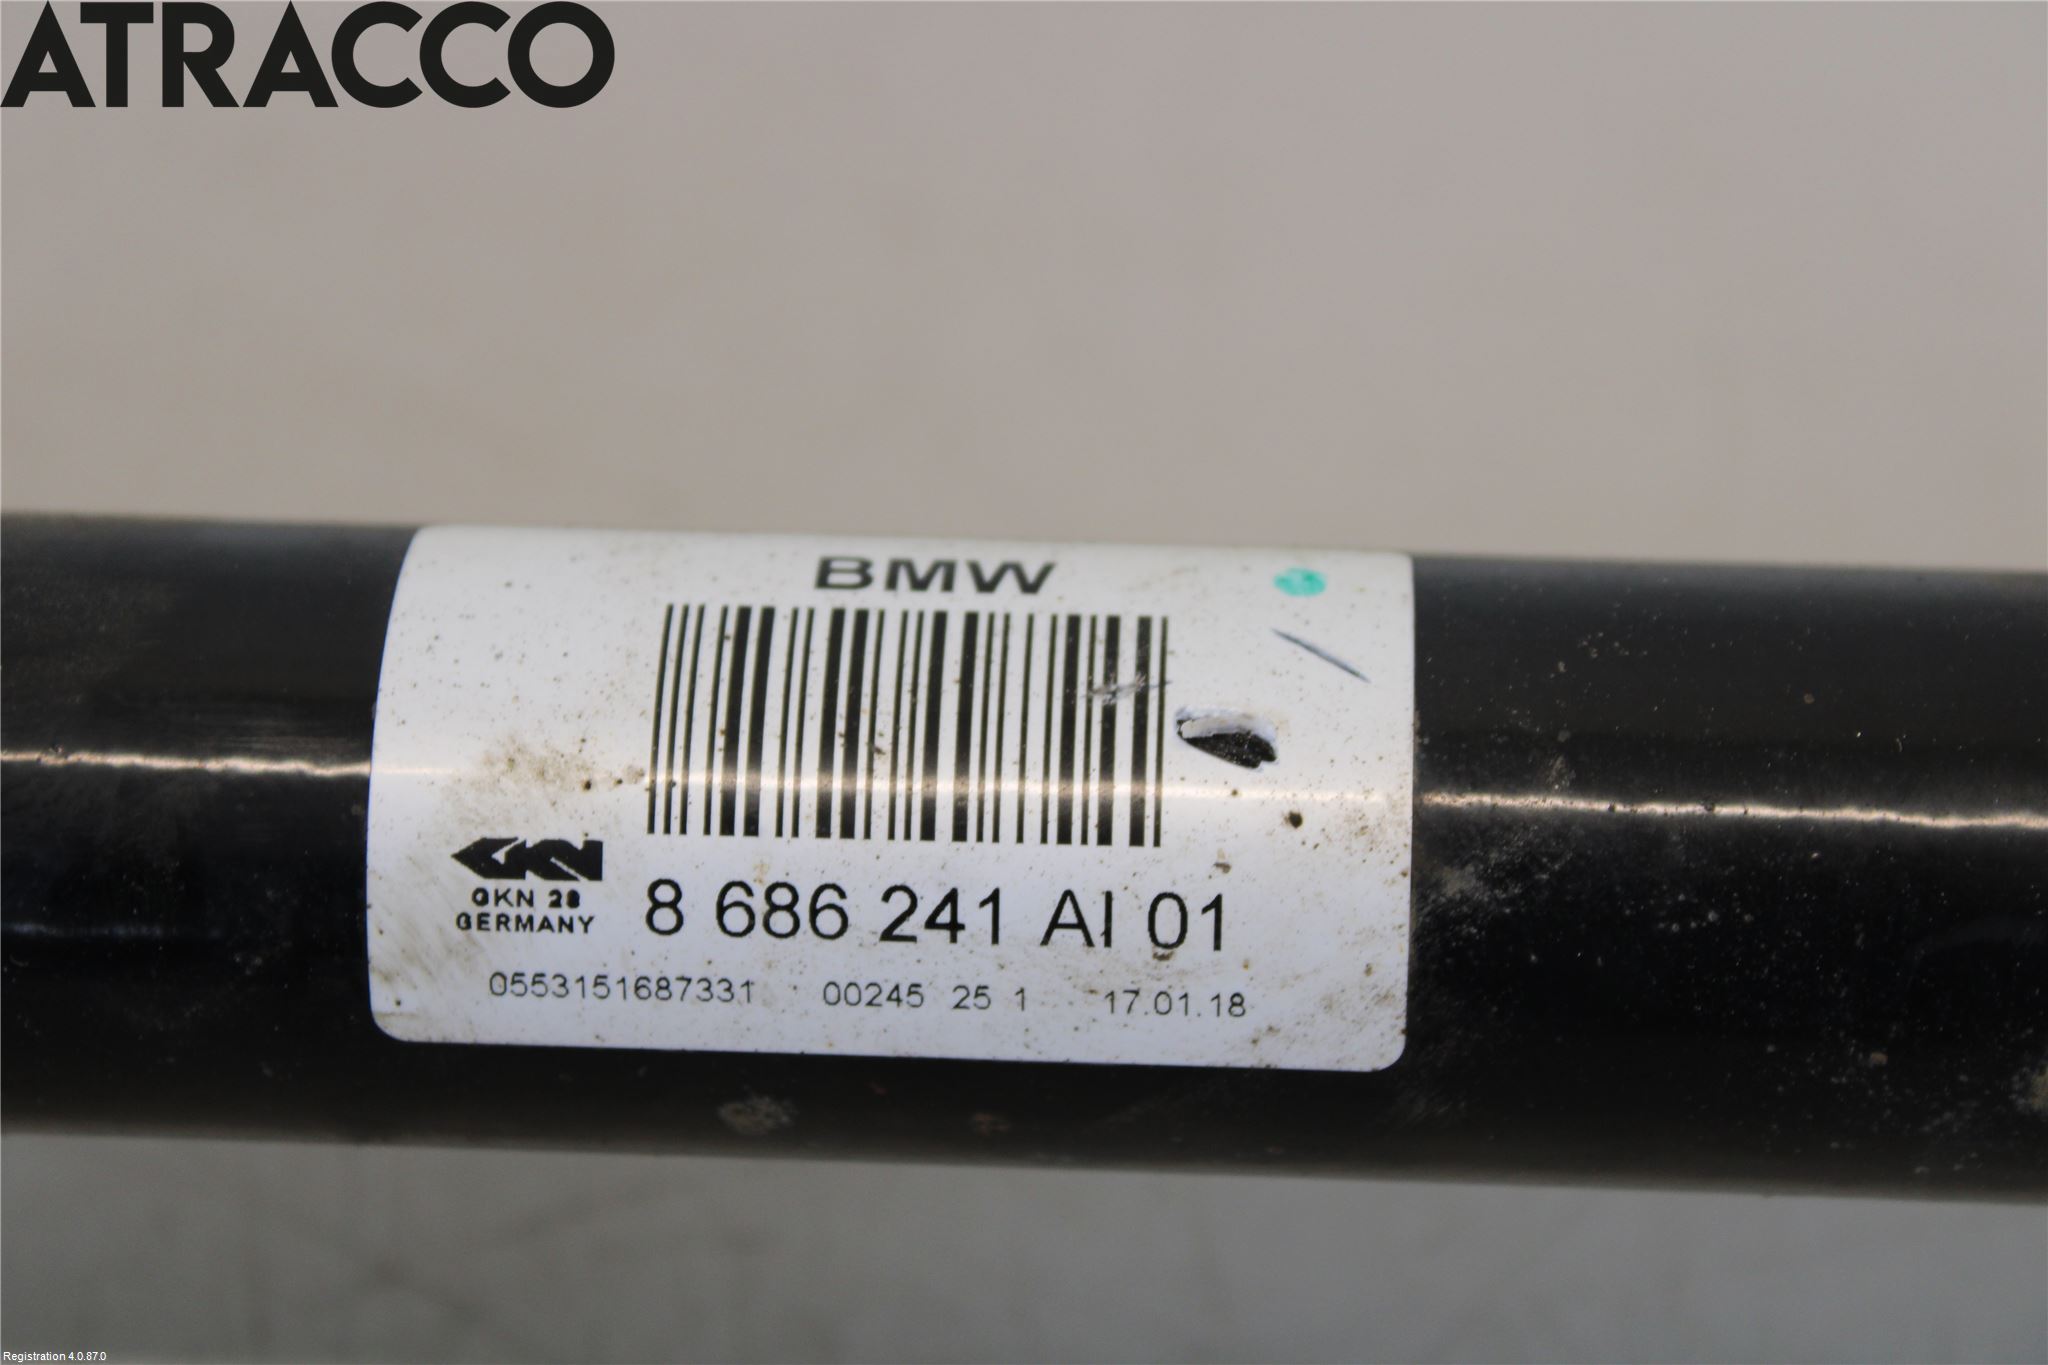 ATRACCO
BMW
GKN
GKN 28
GERMANY
8 686 241 AI 01
0553151687331 00245 25 1 17.01.18
Registration 4.0.87.0